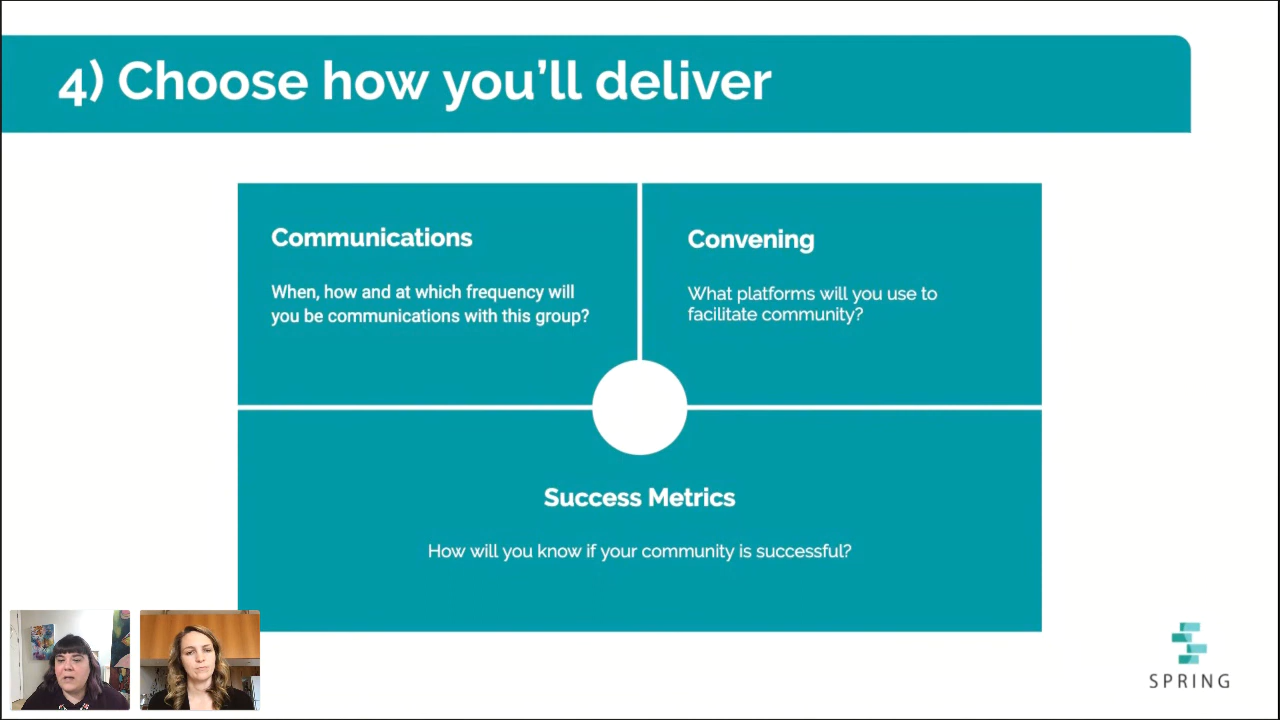 4) Choose how you'll deliver
Communications
When, how and at which frequency will
you be communications with this group?
Convening
What platforms will you use to
facilitate community?
Success Metrics
How will you know if your community is successful?
SPRING